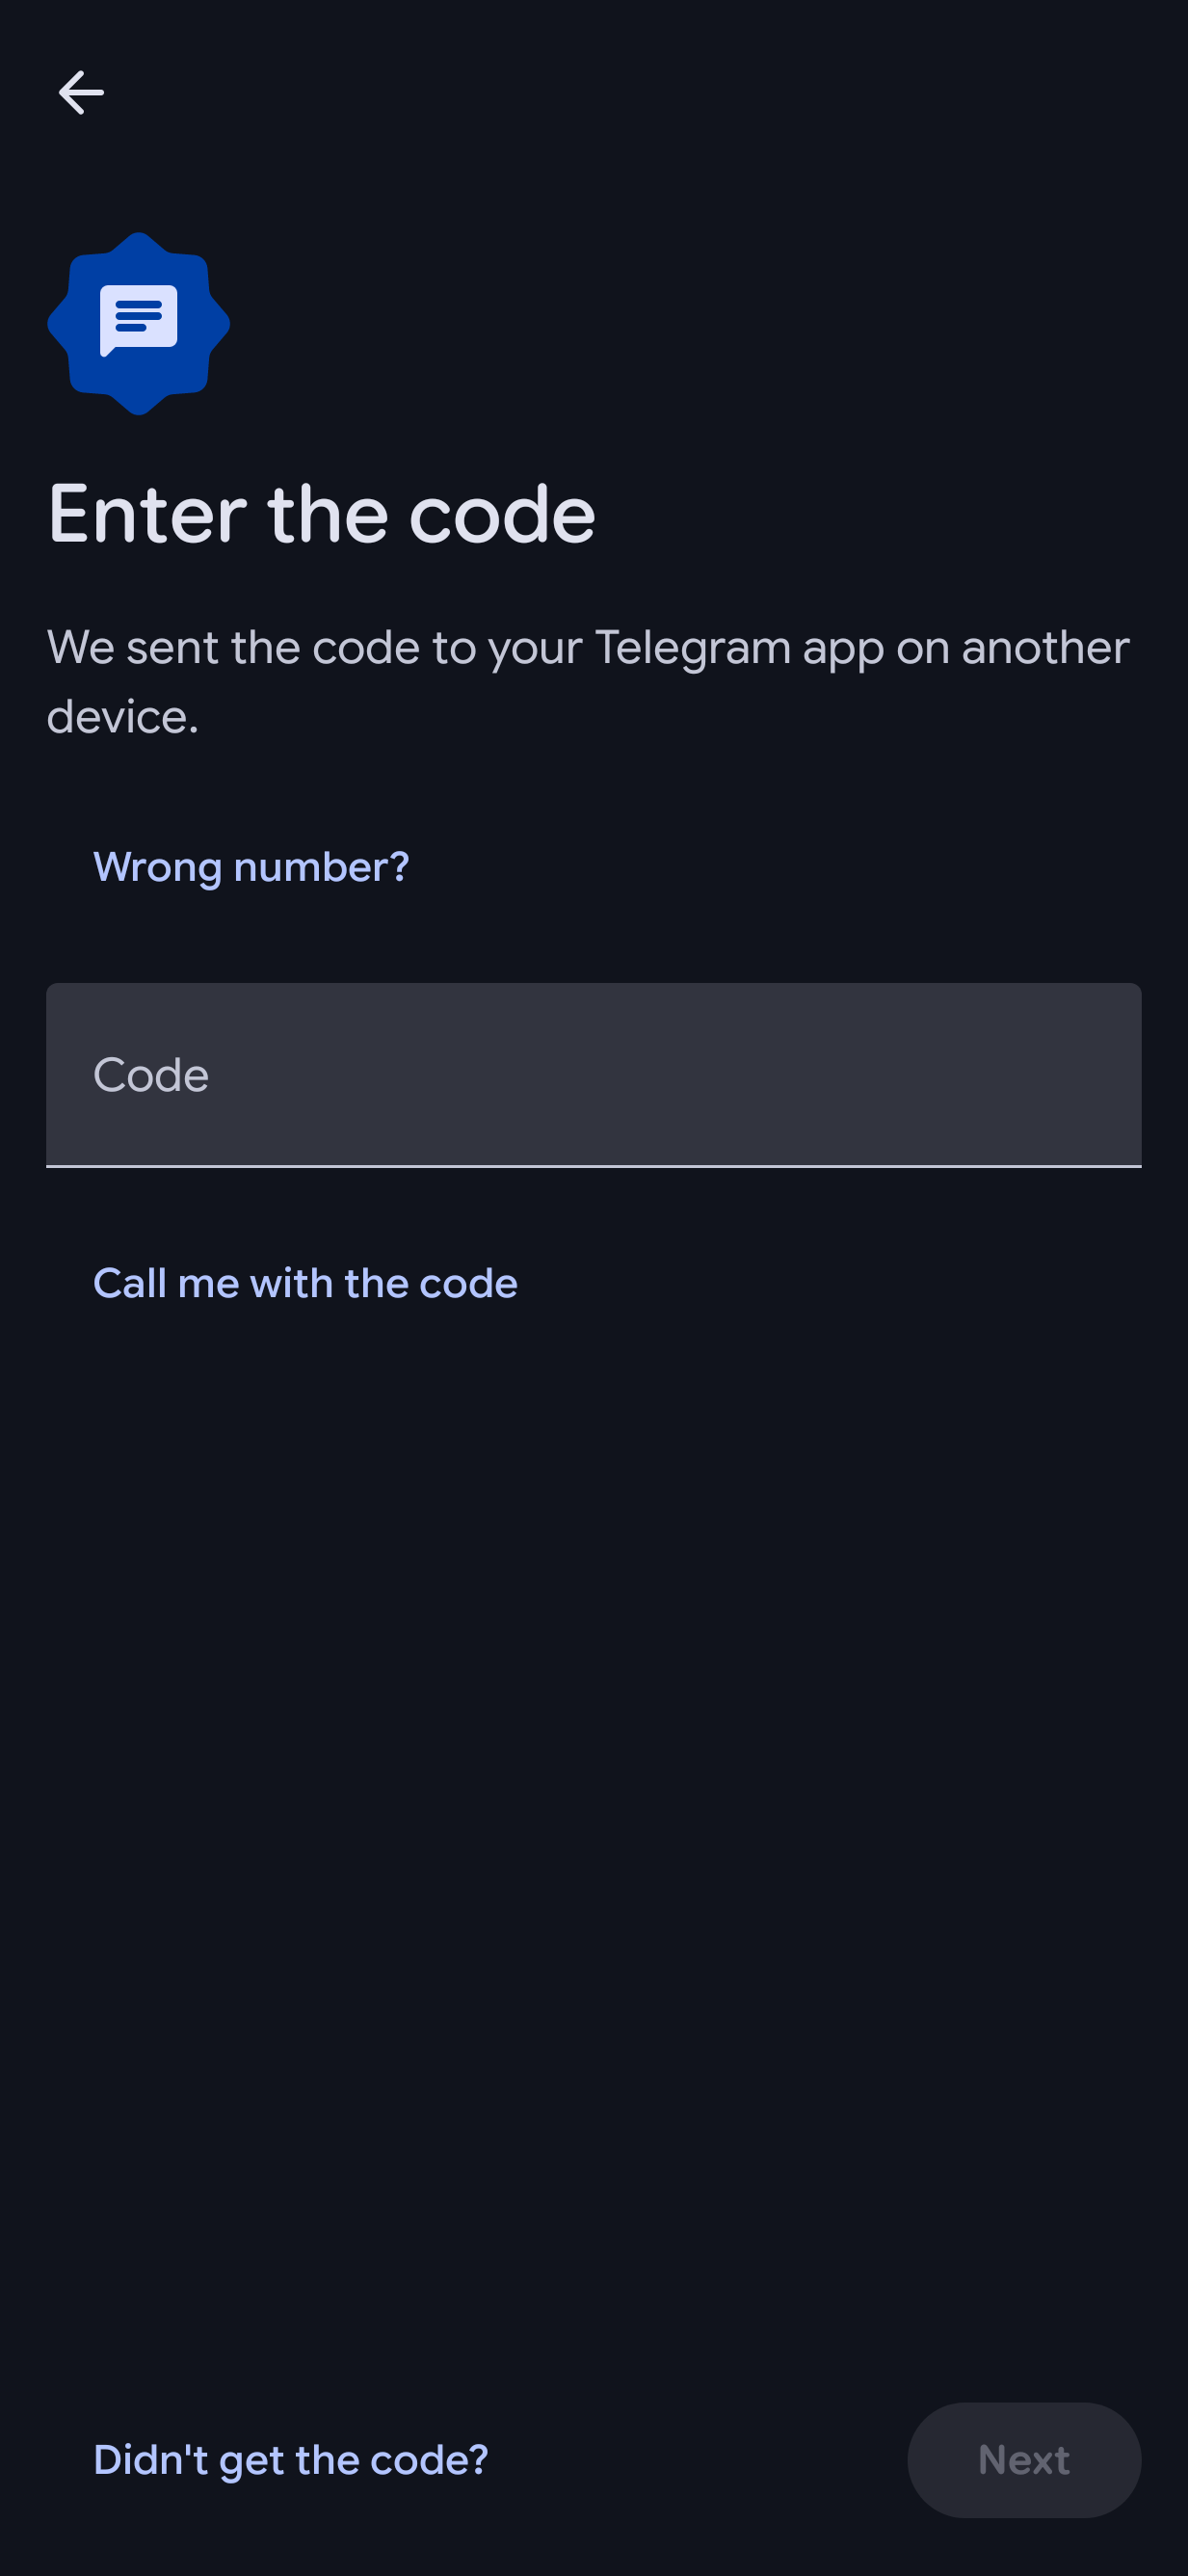 Enter the code
We sent the code to your Telegram app on another
device.
Wrong number?
Code
Call me with the code
Didn't get the code?
Next